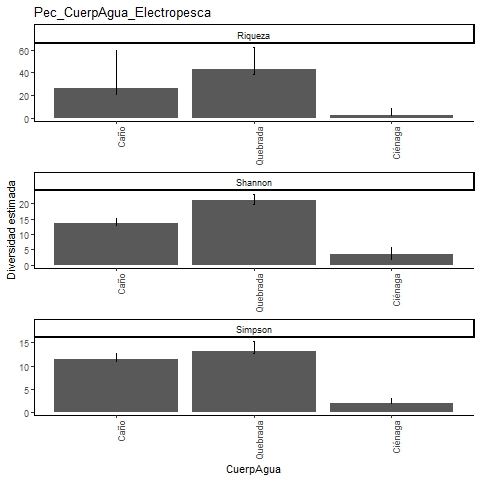 Pec_CuerpAgua_Electropesca
Riqueza
60
40
20
0
Caño
Quebrada
Ciénaga
Diversidad estimada
Shannon
20
15
10
5
0
Caño
Quebrada
Ciénaga
Simpson
15
10
5
0
Caño
Quebrada
Ciénaga
CuerpAgua